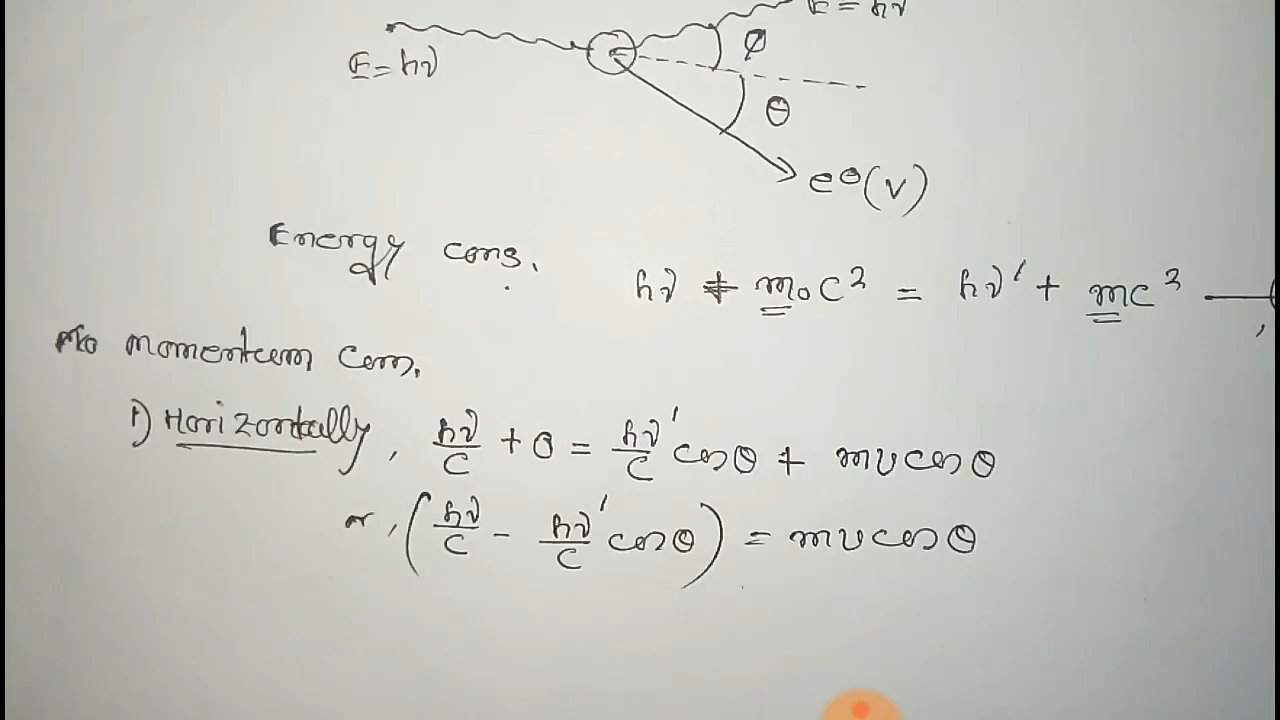 E = hν
E = hν
φ
θ
e⊖(v)
Energy cons.
hν + m₀c² = hν′ + mc²
momentum con.
1) Horizontally, hν/c + 0 = hν′/c cosθ + mv cosθ
or, (hν/c − hν′/c cosθ) = mv cosθ